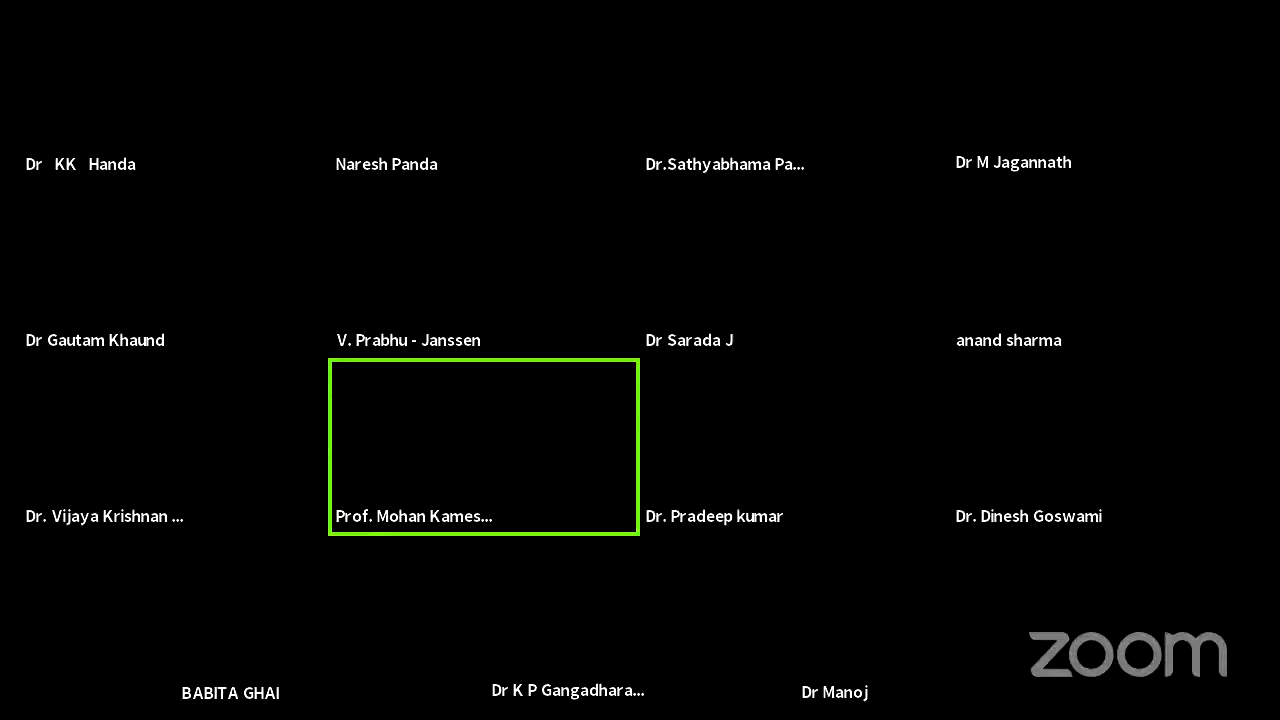 Dr KK Handa
Naresh Panda
Dr.Sathyabhama Pa...
Dr M Jagannath
Dr Gautam Khaund
V. Prabhu - Janssen
Dr Sarada J
anand sharma
Dr. Vijaya Krishnan ...
Prof. Mohan Kames...
Dr. Pradeep kumar
Dr. Dinesh Goswami
zoom
BABITA GHAI
Dr K P Gangadhara...
Dr Manoj